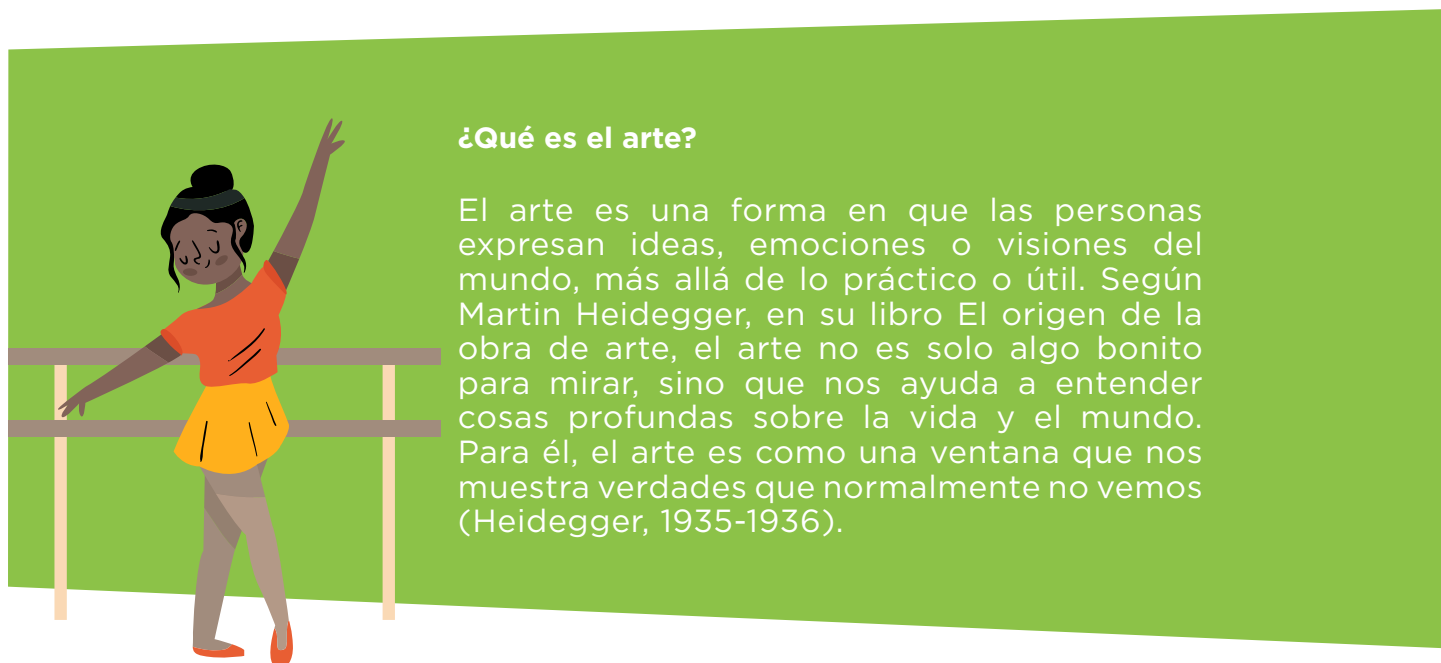 ¿Qué es el arte?
El arte es una forma en que las personas
expresan ideas, emociones o visiones del
mundo, más allá de lo práctico o útil. Según
Martin Heidegger, en su libro El origen de la
obra de arte, el arte no es solo algo bonito
para mirar, sino que nos ayuda a entender
cosas profundas sobre la vida y el mundo.
Para él, el arte es como una ventana que nos
muestra verdades que normalmente no vemos
(Heidegger, 1935-1936).